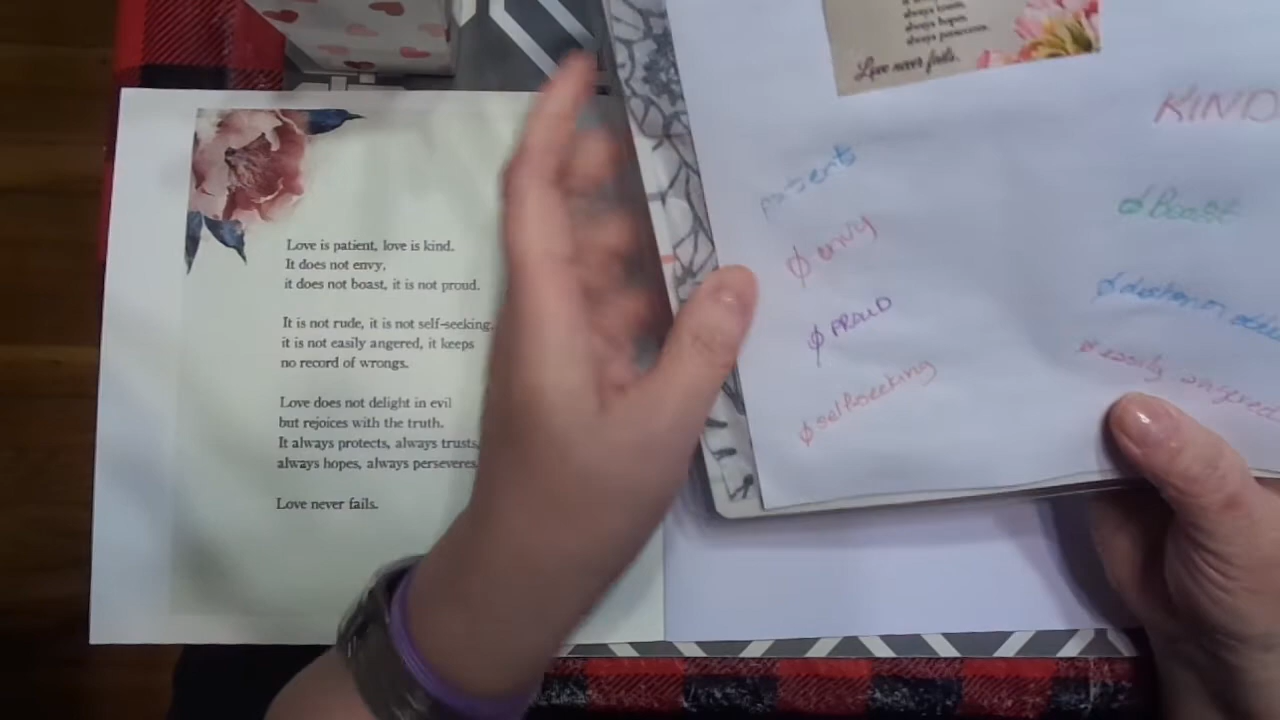 Love is patient, love is kind.
It does not envy,
it does not boast, it is not proud.
It is not rude, it is not self-seeking,
it is not easily angered, it keeps
no record of wrongs.
Love does not delight in evil
but rejoices with the truth.
It always protects, always trusts,
always hopes, always perseveres.
Love never fails.
always trusts,
always hopes,
always perseveres.
Love never fails.
KIND
patient
∅ Boast
∅ envy
∅ PROUD
∅ easily angered
∅ selfseeking